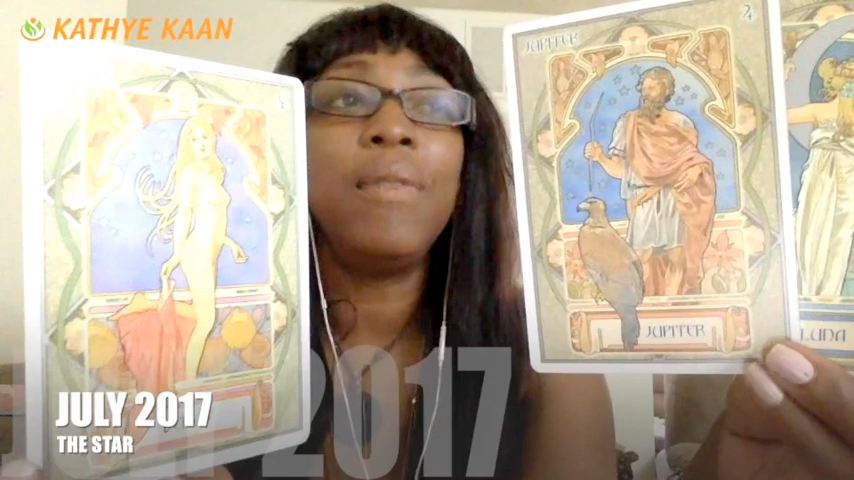 KATHYE KAAN
JUPITER
JUPITER
LUNA
JULY 2017
THE STAR
2017